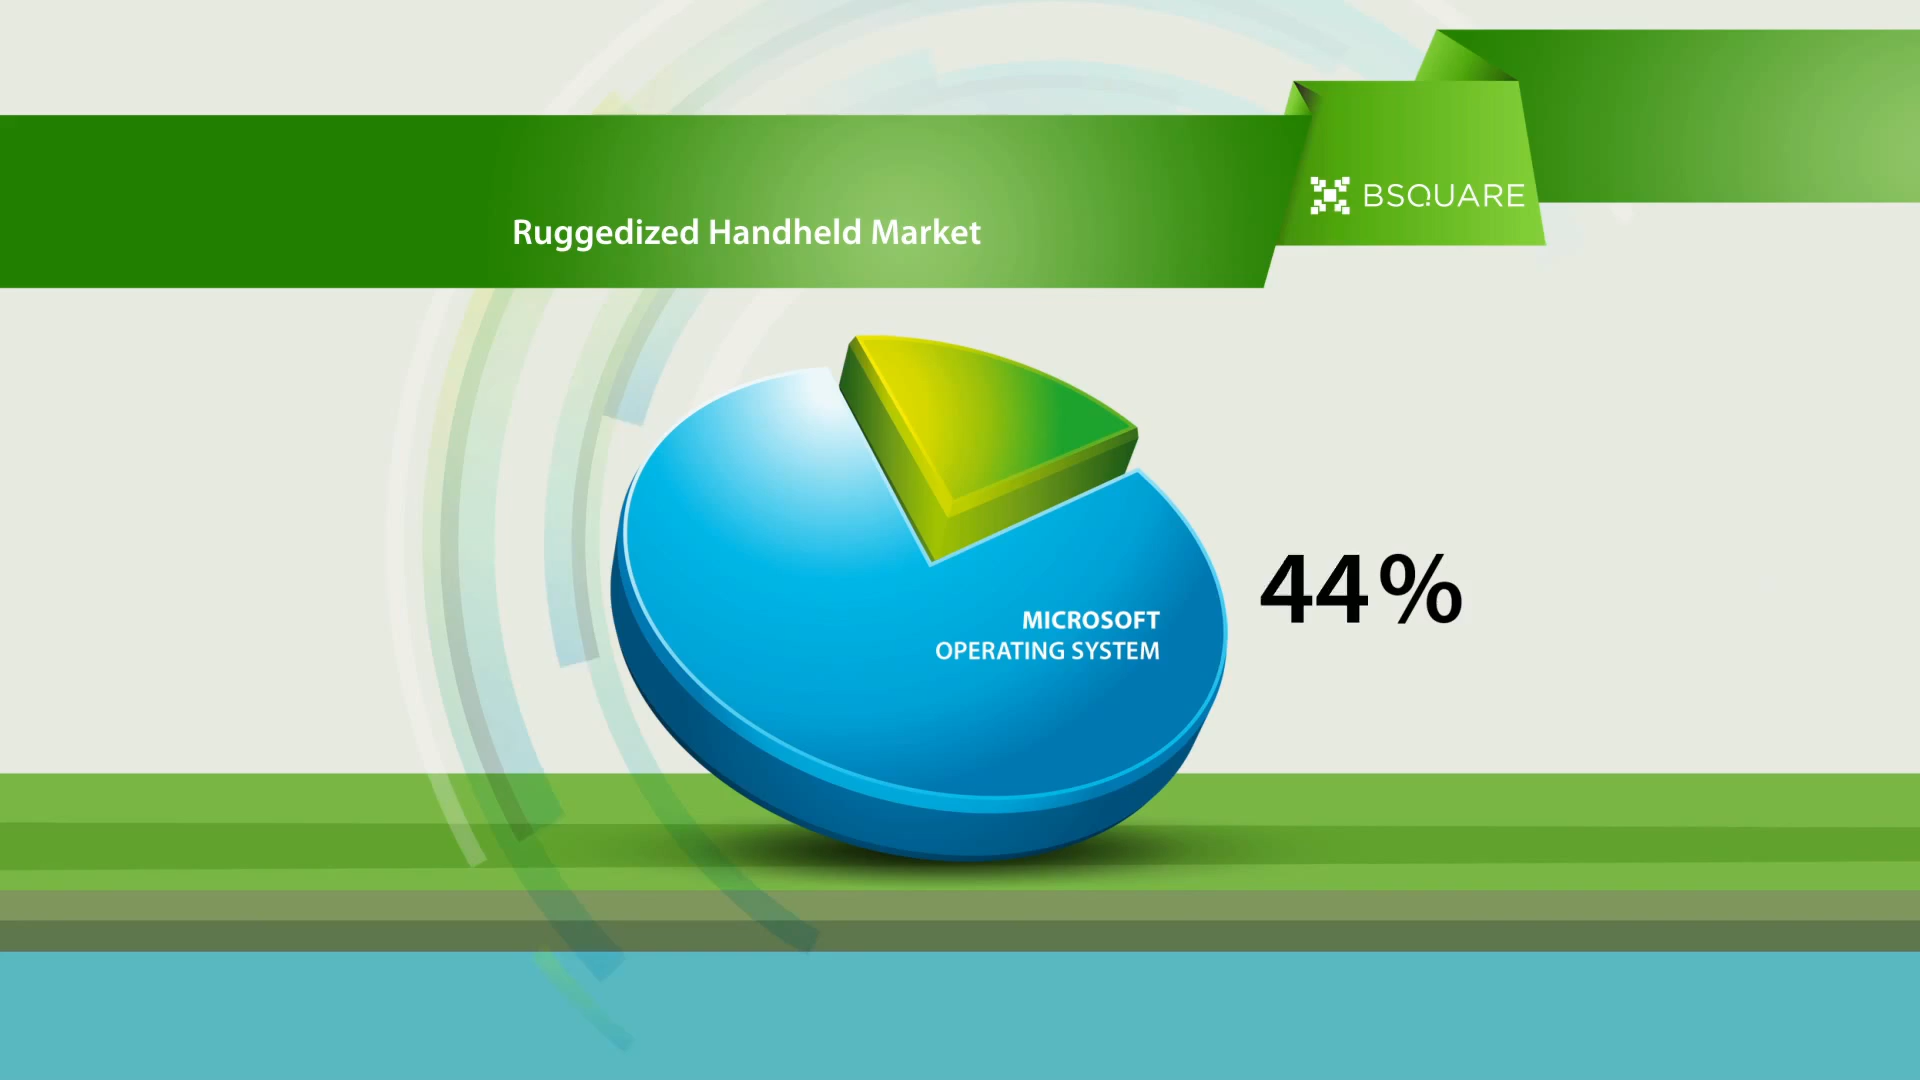 BSQUARE
Ruggedized Handheld Market
44%
MICROSOFT
OPERATING SYSTEM